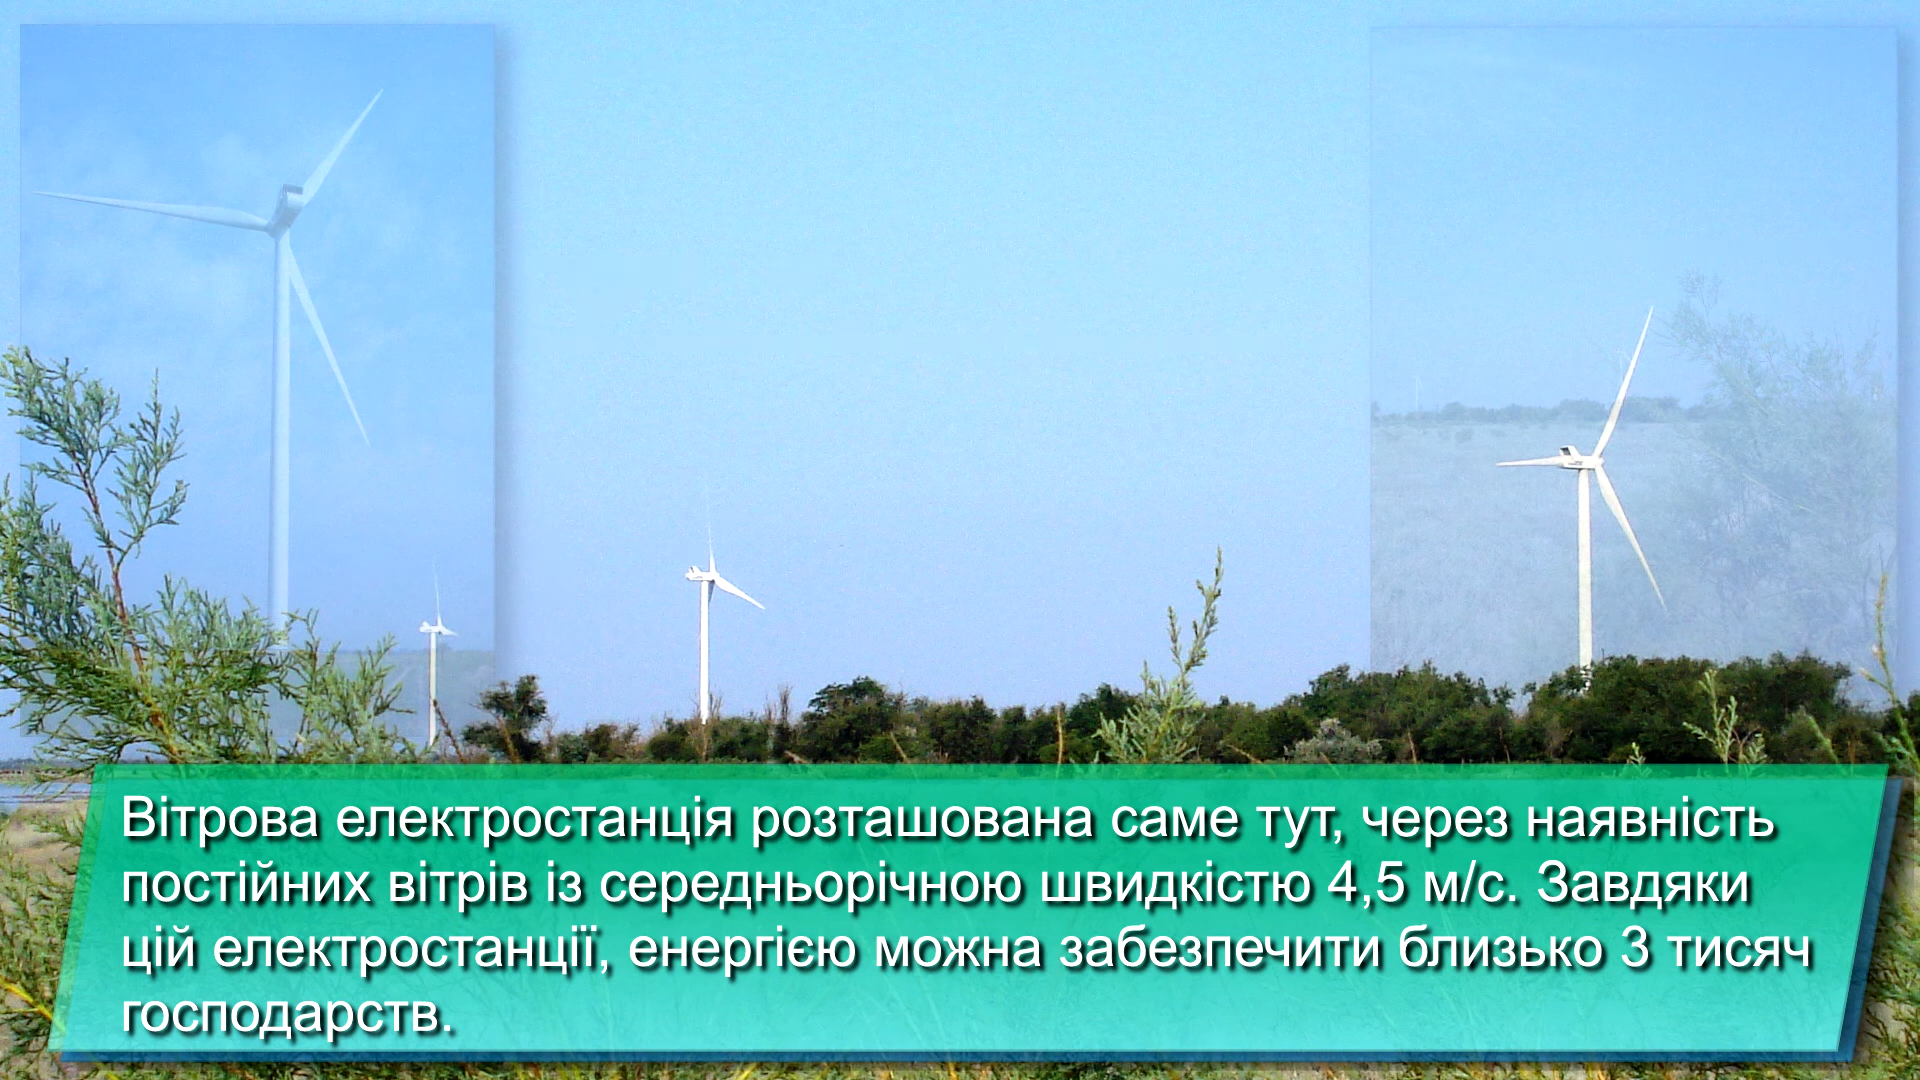 Вітрова електростанція розташована саме тут, через наявність
постійних вітрів із середньорічною швидкістю 4,5 м/с. Завдяки
цій електростанції, енергією можна забезпечити близько 3 тисяч
господарств.